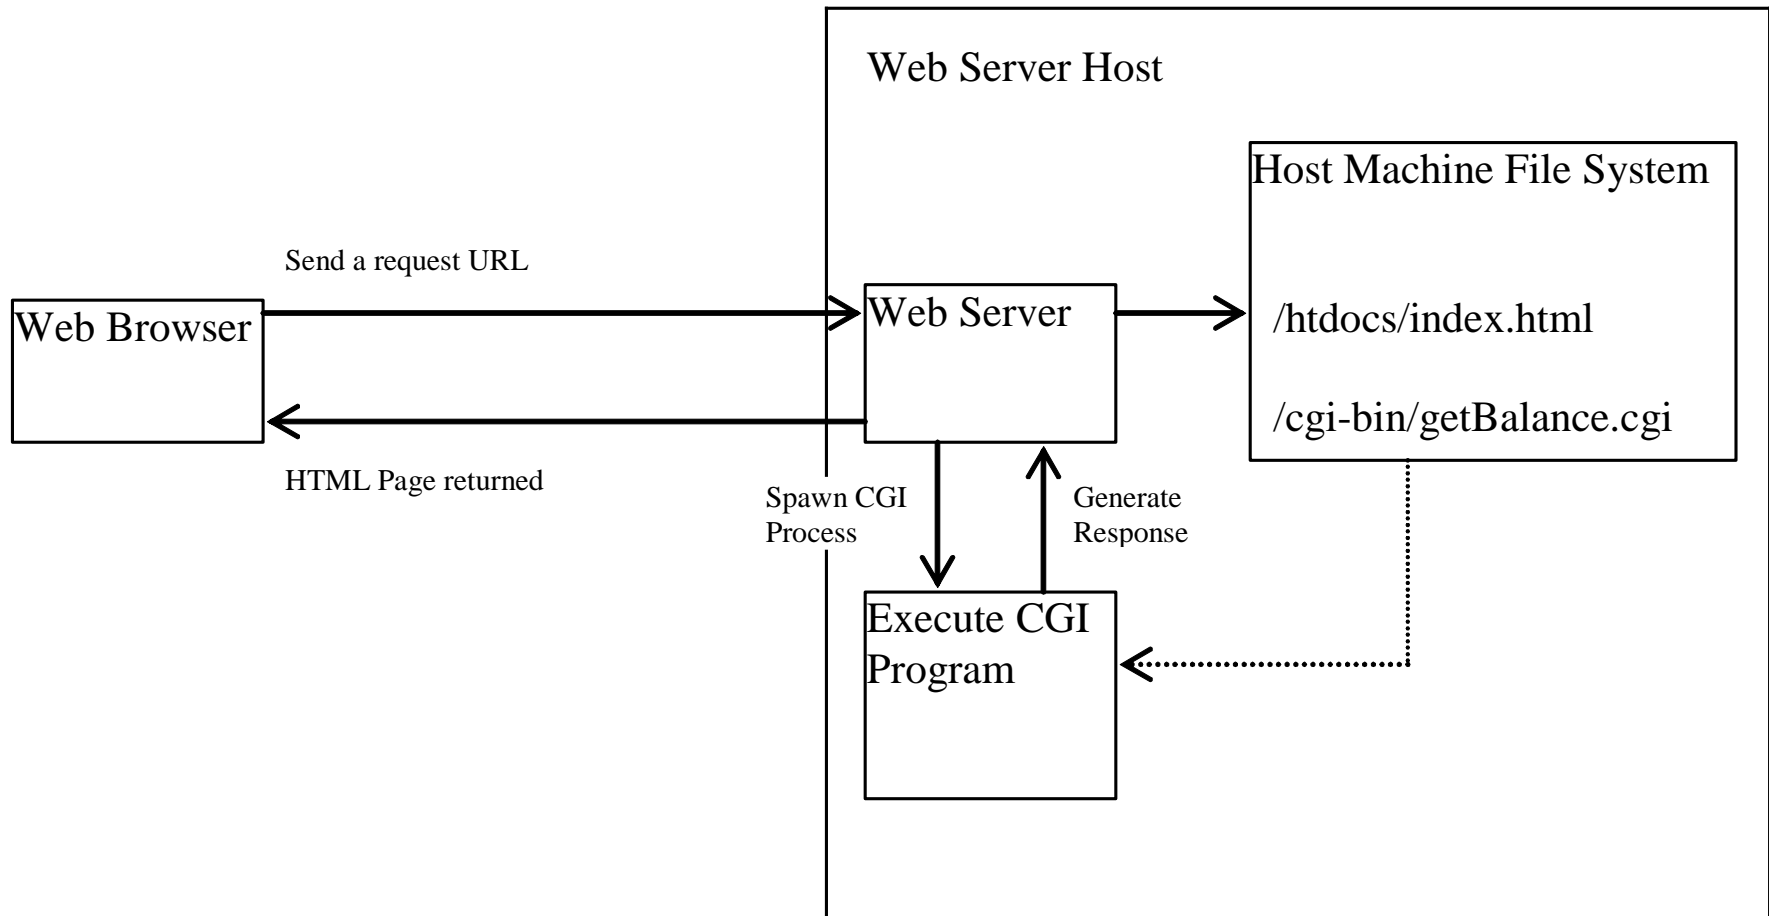 Web Server Host
Host Machine File System
Send a request URL
Web Browser
Web Server
/htdocs/index.html
/cgi-bin/getBalance.cgi
HTML Page returned
Spawn CGI
Process
Generate
Response
Execute CGI
Program